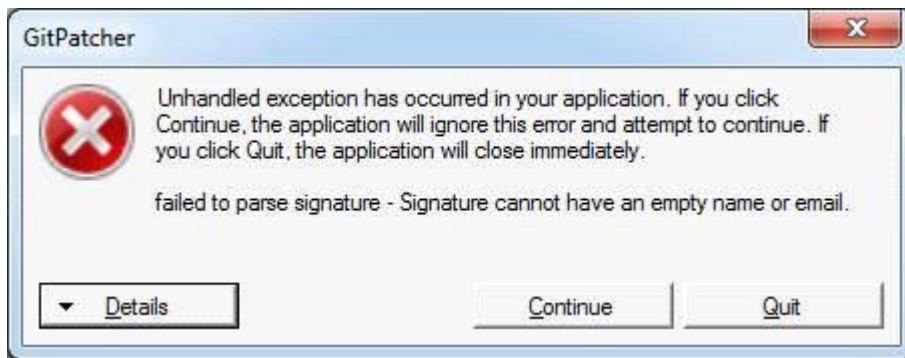 GitPatcher
Unhandled exception has occurred in your application. If you click
Continue, the application will ignore this error and attempt to continue. If
you click Quit, the application will close immediately.
failed to parse signature - Signature cannot have an empty name or email.
Details
Continue
Quit